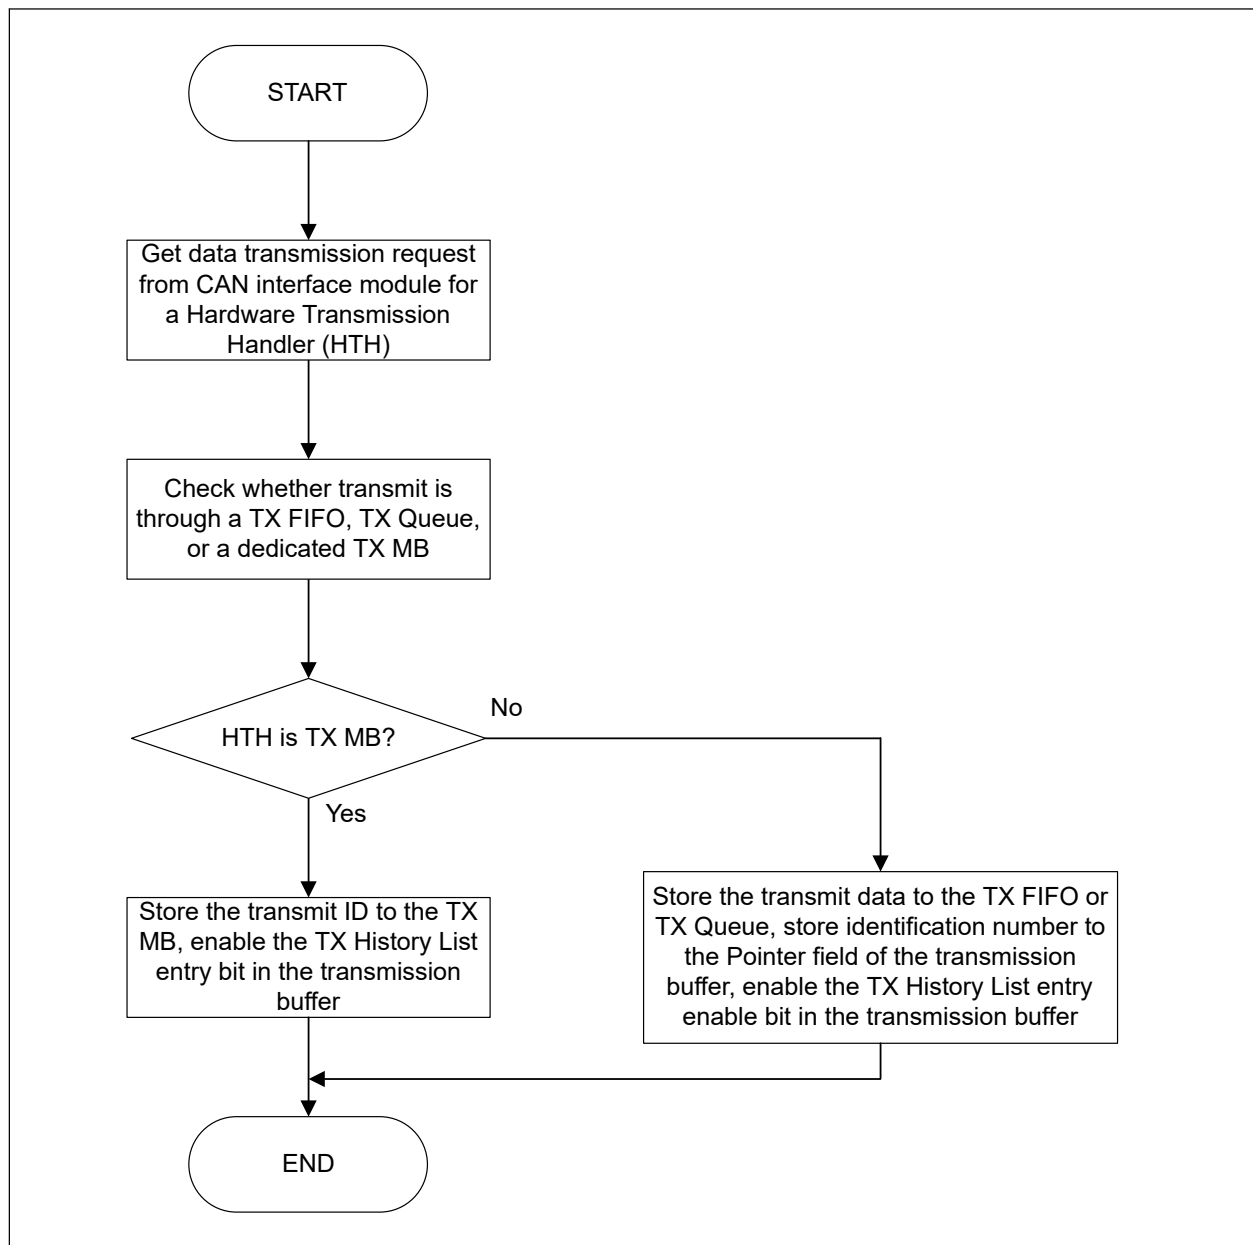 START
Get data transmission request
from CAN interface module for
a Hardware Transmission
Handler (HTH)
Check whether transmit is
through a TX FIFO, TX Queue,
or a dedicated TX MB
HTH is TX MB?
No
Yes
Store the transmit ID to the TX
MB, enable the TX History List
entry bit in the transmission
buffer
Store the transmit data to the TX FIFO or
TX Queue, store identification number to
the Pointer field of the transmission
buffer, enable the TX History List entry
enable bit in the transmission buffer
END